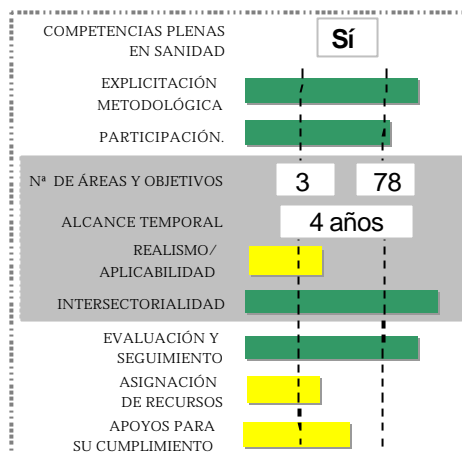 COMPETENCIAS PLENAS
EN SANIDAD
Sí
EXPLICITACIÓN
METODOLÓGICA
PARTICIPACIÓN.
Nª DE ÁREAS Y OBJETIVOS
3
78
ALCANCE TEMPORAL
4 años
REALISMO/
APLICABILIDAD
INTERSECTORIALIDAD
EVALUACIÓN Y
SEGUIMIENTO
ASIGNACIÓN
DE RECURSOS
APOYOS PARA
SU CUMPLIMIENTO